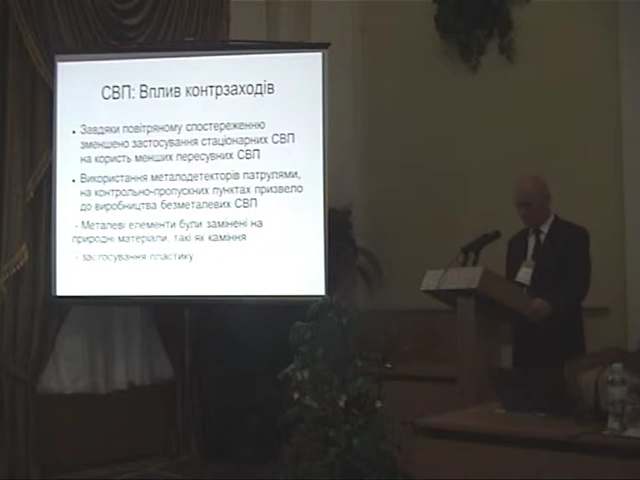 СВП: Вплив контрзаходів
• Завдяки повітряному спостереженню
зменшено застосування стаціонарних СВП
на користь менших пересувних СВП
• Використання металодетекторів патрулями,
на контрольно-пропускних пунктах призвело
до виробництва безметалевих СВП
- Металеві елементи були замінені на
природні матеріали, такі як каміння
- застосування пластику